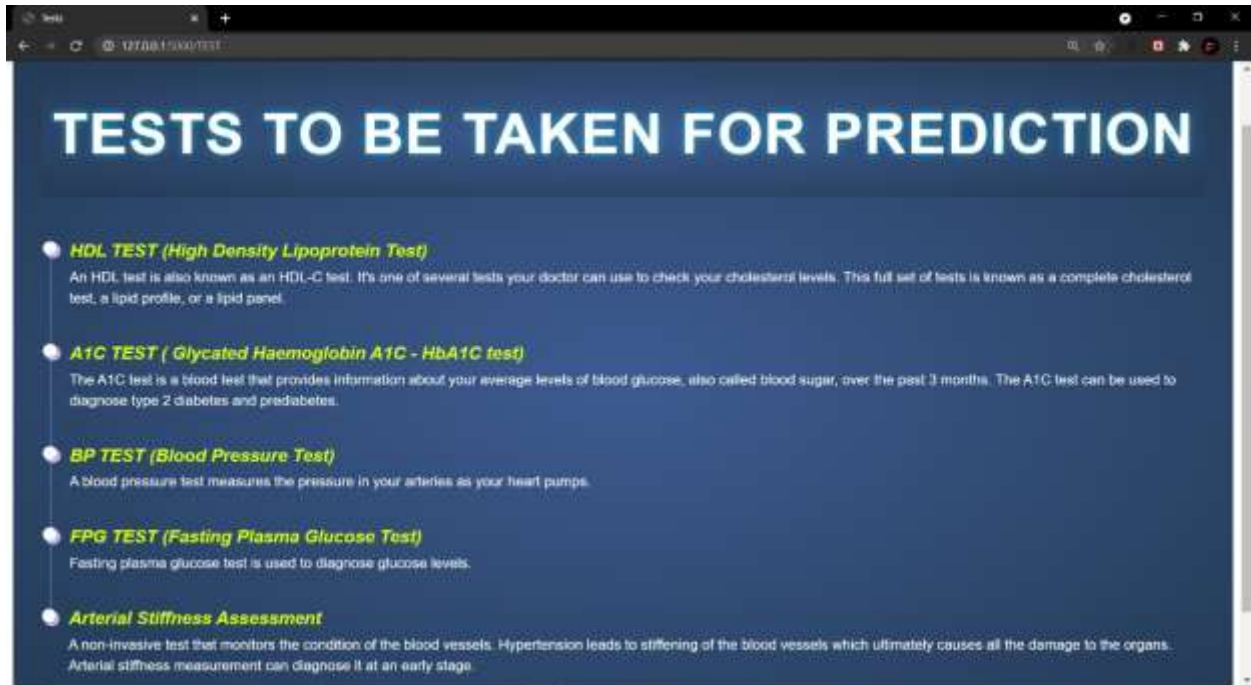 Tests
127.0.0.1:5000/TEST
TESTS TO BE TAKEN FOR PREDICTION
HDL TEST (High Density Lipoprotein Test)
An HDL test is also known as an HDL-C test. It's one of several tests your doctor can use to check your cholesterol levels. This full set of tests is known as a complete cholesterol
test, a lipid profile, or a lipid panel.
A1C TEST ( Glycated Haemoglobin A1C - HbA1C test)
The A1C test is a blood test that provides information about your average levels of blood glucose, also called blood sugar, over the past 3 months. The A1C test can be used to
diagnose type 2 diabetes and prediabetes.
BP TEST (Blood Pressure Test)
A blood pressure test measures the pressure in your arteries as your heart pumps.
FPG TEST (Fasting Plasma Glucose Test)
Fasting plasma glucose test is used to diagnose glucose levels.
Arterial Stiffness Assessment
A non-invasive test that monitors the condition of the blood vessels. Hypertension leads to stiffening of the blood vessels which ultimately causes all the damage to the organs.
Arterial stiffness measurement can diagnose it at an early stage.